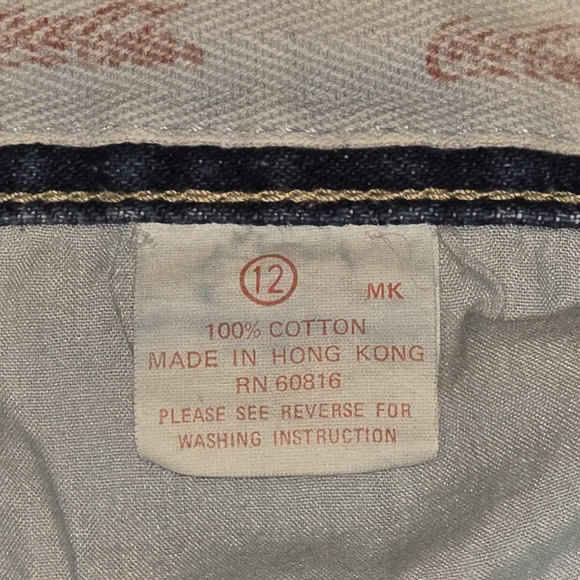 12
MK
100% COTTON
MADE IN HONG KONG
RN 60816
PLEASE SEE REVERSE FOR
WASHING INSTRUCTION